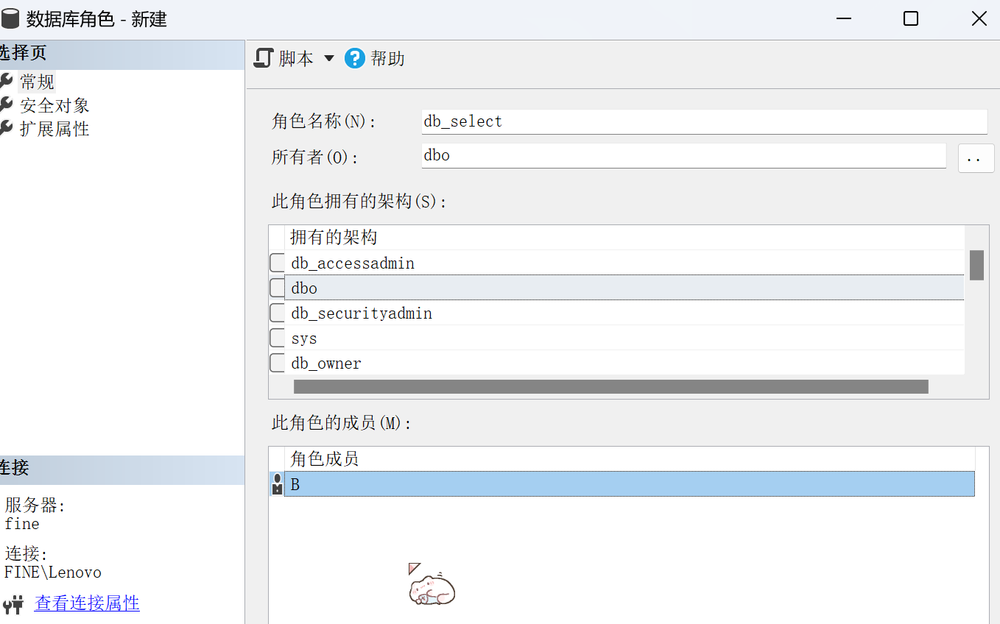 数据库角色 - 新建
选择页
常规
安全对象
扩展属性
脚本 帮助
角色名称(N): db_select
所有者(O): dbo ..
此角色拥有的架构(S):
拥有的架构
db_accessadmin
dbo
db_securityadmin
sys
db_owner
此角色的成员(M):
角色成员
B
连接
服务器:
fine
连接:
FINE\Lenovo
查看连接属性